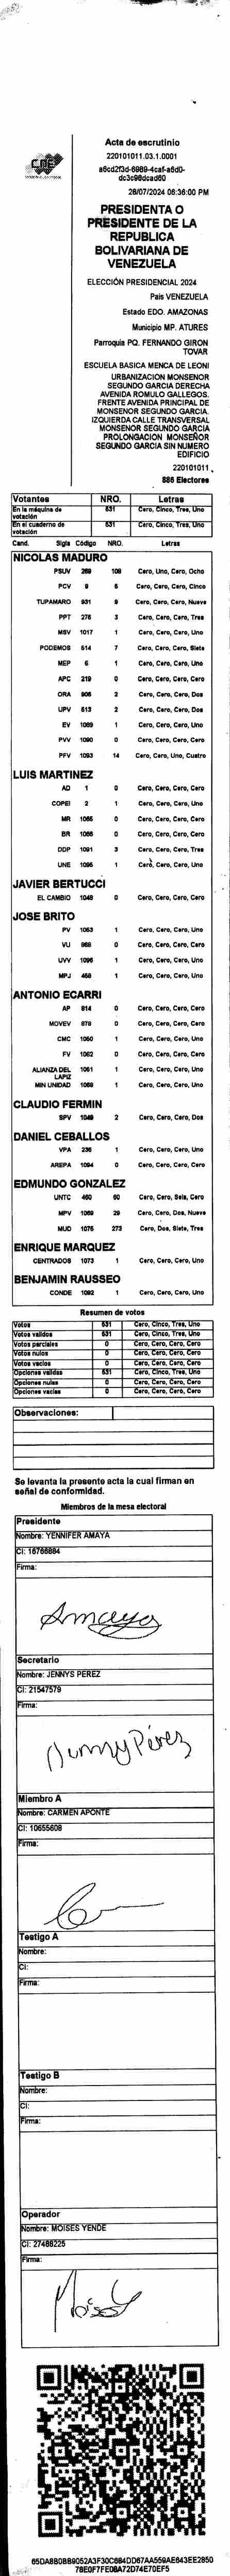 CNE
Acta de escrutinio
220101011.03.1.0001
a6cd2f3d-6989-4caf-a6d0-
dc3c98dcad60
28/07/2024 06:36:00 PM
PRESIDENTA O
PRESIDENTE DE LA
REPUBLICA
BOLIVARIANA DE
VENEZUELA
ELECCIÓN PRESIDENCIAL 2024
País VENEZUELA
Estado EDO. AMAZONAS
Municipio MP. ATURES
Parroquia PQ. FERNANDO GIRON
TOVAR
ESCUELA BASICA MENCA DE LEONI
URBANIZACION MONSENOR
SEGUNDO GARCIA DERECHA
AVENIDA ROMULO GALLEGOS.
FRENTE AVENIDA PRINCIPAL DE
MONSENOR SEGUNDO GARCIA.
IZQUIERDA CALLE TRANSVERSAL
MONSENOR SEGUNDO GARCIA
PROLONGACION MONSEÑOR
SEGUNDO GARCIA SIN NUMERO
EDIFICIO
220101011
886 Electores
Votantes NRO. Letras
En la máquina de votación 531 Cero, Cinco, Tres, Uno
En el cuaderno de votación 531 Cero, Cinco, Tres, Uno
Cand. Sigla Código NRO. Letras
NICOLAS MADURO
PSUV 269 108 Cero, Uno, Cero, Ocho
PCV 9 5 Cero, Cero, Cero, Cinco
TUPAMARO 931 9 Cero, Cero, Cero, Nueve
PPT 276 3 Cero, Cero, Cero, Tres
MSV 1017 1 Cero, Cero, Cero, Uno
PODEMOS 514 7 Cero, Cero, Cero, Siete
MEP 6 1 Cero, Cero, Cero, Uno
APC 219 0 Cero, Cero, Cero, Cero
ORA 906 2 Cero, Cero, Cero, Dos
UPV 513 2 Cero, Cero, Cero, Dos
EV 1089 1 Cero, Cero, Cero, Uno
PVV 1090 0 Cero, Cero, Cero, Cero
PFV 1093 14 Cero, Cero, Uno, Cuatro
LUIS MARTINEZ
AD 1 0 Cero, Cero, Cero, Cero
COPEI 2 1 Cero, Cero, Cero, Uno
MR 1065 0 Cero, Cero, Cero, Cero
BR 1066 0 Cero, Cero, Cero, Cero
DDP 1091 3 Cero, Cero, Cero, Tres
UNE 1095 1 Cero, Cero, Cero, Uno
JAVIER BERTUCCI
EL CAMBIO 1048 0 Cero, Cero, Cero, Cero
JOSE BRITO
PV 1063 1 Cero, Cero, Cero, Uno
VU 968 0 Cero, Cero, Cero, Cero
UVV 1096 1 Cero, Cero, Cero, Uno
MPJ 458 1 Cero, Cero, Cero, Uno
ANTONIO ECARRI
AP 814 0 Cero, Cero, Cero, Cero
MOVEV 878 0 Cero, Cero, Cero, Cero
CMC 1050 1 Cero, Cero, Cero, Uno
FV 1062 0 Cero, Cero, Cero, Cero
ALIANZA DEL LAPIZ 1061 1 Cero, Cero, Cero, Uno
MIN UNIDAD 1069 1 Cero, Cero, Cero, Uno
CLAUDIO FERMIN
SPV 1049 2 Cero, Cero, Cero, Dos
DANIEL CEBALLOS
VPA 236 1 Cero, Cero, Cero, Uno
AREPA 1094 0 Cero, Cero, Cero, Cero
EDMUNDO GONZALEZ
UNTC 460 60 Cero, Cero, Seis, Cero
MPV 1069 29 Cero, Cero, Dos, Nueve
MUD 1075 273 Cero, Dos, Siete, Tres
ENRIQUE MARQUEZ
CENTRADOS 1073 1 Cero, Cero, Cero, Uno
BENJAMIN RAUSSEO
CONDE 1092 1 Cero, Cero, Cero, Uno
Resumen de votos
Votos 531 Cero, Cinco, Tres, Uno
Votos validos 531 Cero, Cinco, Tres, Uno
Votos parciales 0 Cero, Cero, Cero, Cero
Votos nulos 0 Cero, Cero, Cero, Cero
Votos vacios 0 Cero, Cero, Cero, Cero
Opciones validas 531 Cero, Cinco, Tres, Uno
Opciones nulas 0 Cero, Cero, Cero, Cero
Opciones vacias 0 Cero, Cero, Cero, Cero
Observaciones:
Se levanta la presente acta la cual firman en
señal de conformidad.
Miembros de la mesa electoral
Presidente
Nombre: YENNIFER AMAYA
CI: 16766884
Firma:
Amaya
Secretario
Nombre: JENNYS PEREZ
CI: 21547579
Firma:
Jenny Pérez
Miembro A
Nombre: CARMEN APONTE
CI: 10655608
Firma:
Testigo A
Nombre:
CI:
Firma:
Testigo B
Nombre:
CI:
Firma:
Operador
Nombre: MOISES YENDE
CI: 27486225
Firma:
Moises Y
65DA8B0BB9052A3F30C684DD67AA559AE643EE2850
78E0F7FE08A72D74E70EF5